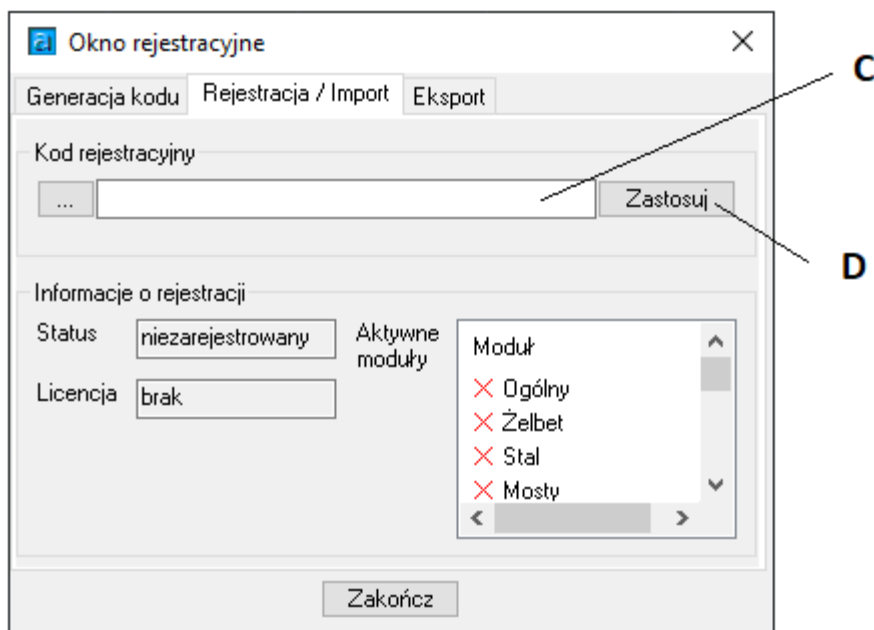 Okno rejestracyjne
Generacja kodu Rejestracja / Import Eksport
C
Kod rejestracyjny
... Zastosuj
D
Informacje o rejestracji
Status niezarejestrowany Aktywne moduły
Licencja brak
Moduł
Ogólny
Żelbet
Stal
Mosty
Zakończ